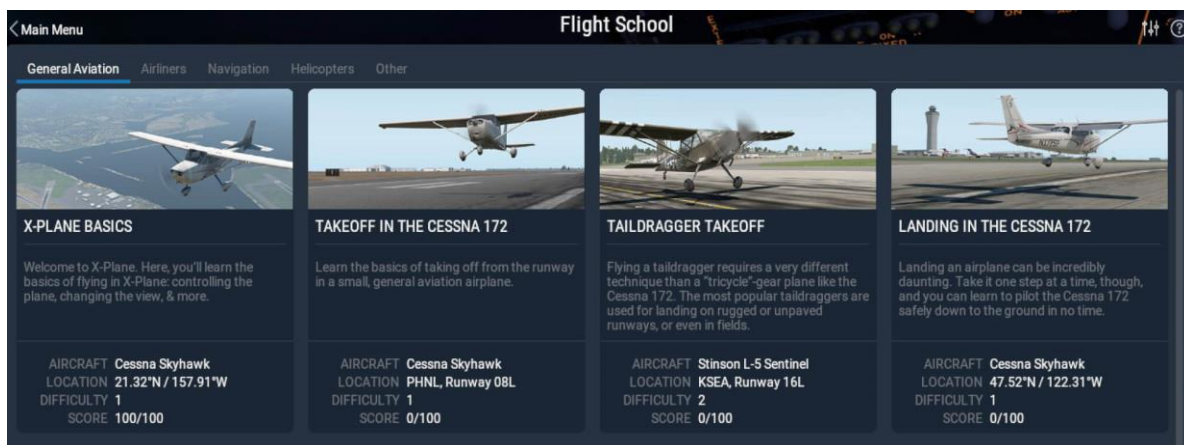 Main Menu
Flight School
General Aviation Airliners Navigation Helicopters Other
X-PLANE BASICS
Welcome to X-Plane. Here, you'll learn the
basics of flying in X-Plane: controlling the
plane, changing the view, & more.
AIRCRAFT Cessna Skyhawk
LOCATION 21.32°N / 157.91°W
DIFFICULTY 1
SCORE 100/100
TAKEOFF IN THE CESSNA 172
Learn the basics of taking off from the runway
in a small, general aviation airplane.
AIRCRAFT Cessna Skyhawk
LOCATION PHNL, Runway 08L
DIFFICULTY 1
SCORE 0/100
TAILDRAGGER TAKEOFF
Flying a taildragger requires a very different
technique than a "tricycle"-gear plane like the
Cessna 172. The most popular taildraggers are
used for landing on rugged or unpaved
runways, or even in fields.
AIRCRAFT Stinson L-5 Sentinel
LOCATION KSEA, Runway 16L
DIFFICULTY 2
SCORE 0/100
LANDING IN THE CESSNA 172
Landing an airplane can be incredibly
daunting. Take it one step at a time, though,
and you can learn to pilot the Cessna 172
safely down to the ground in no time.
AIRCRAFT Cessna Skyhawk
LOCATION 47.52°N / 122.31°W
DIFFICULTY 1
SCORE 0/100